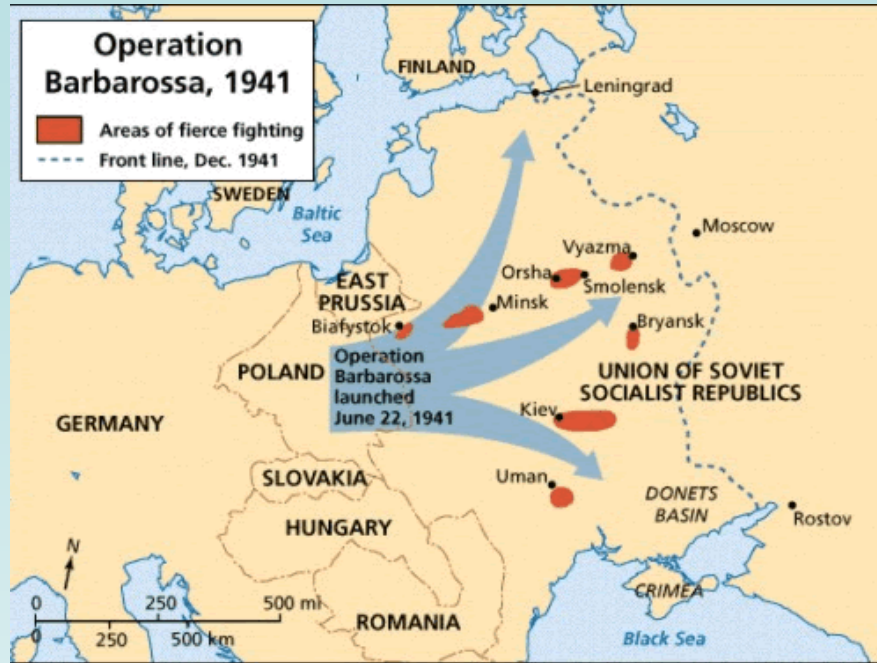 Operation
Barbarossa, 1941
Areas of fierce fighting
Front line, Dec. 1941
FINLAND
Leningrad
SWEDEN
Baltic
Sea
Moscow
Vyazma
Orsha
Smolensk
EAST
PRUSSIA
Minsk
Białystok
Bryansk
Operation
Barbarossa
launched
June 22, 1941
POLAND
UNION OF SOVIET
SOCIALIST REPUBLICS
GERMANY
Kiev
SLOVAKIA
Uman
DONETS
BASIN
HUNGARY
Rostov
N
CRIMEA
0 250 500 mi
0 250 500 km
ROMANIA
Black Sea